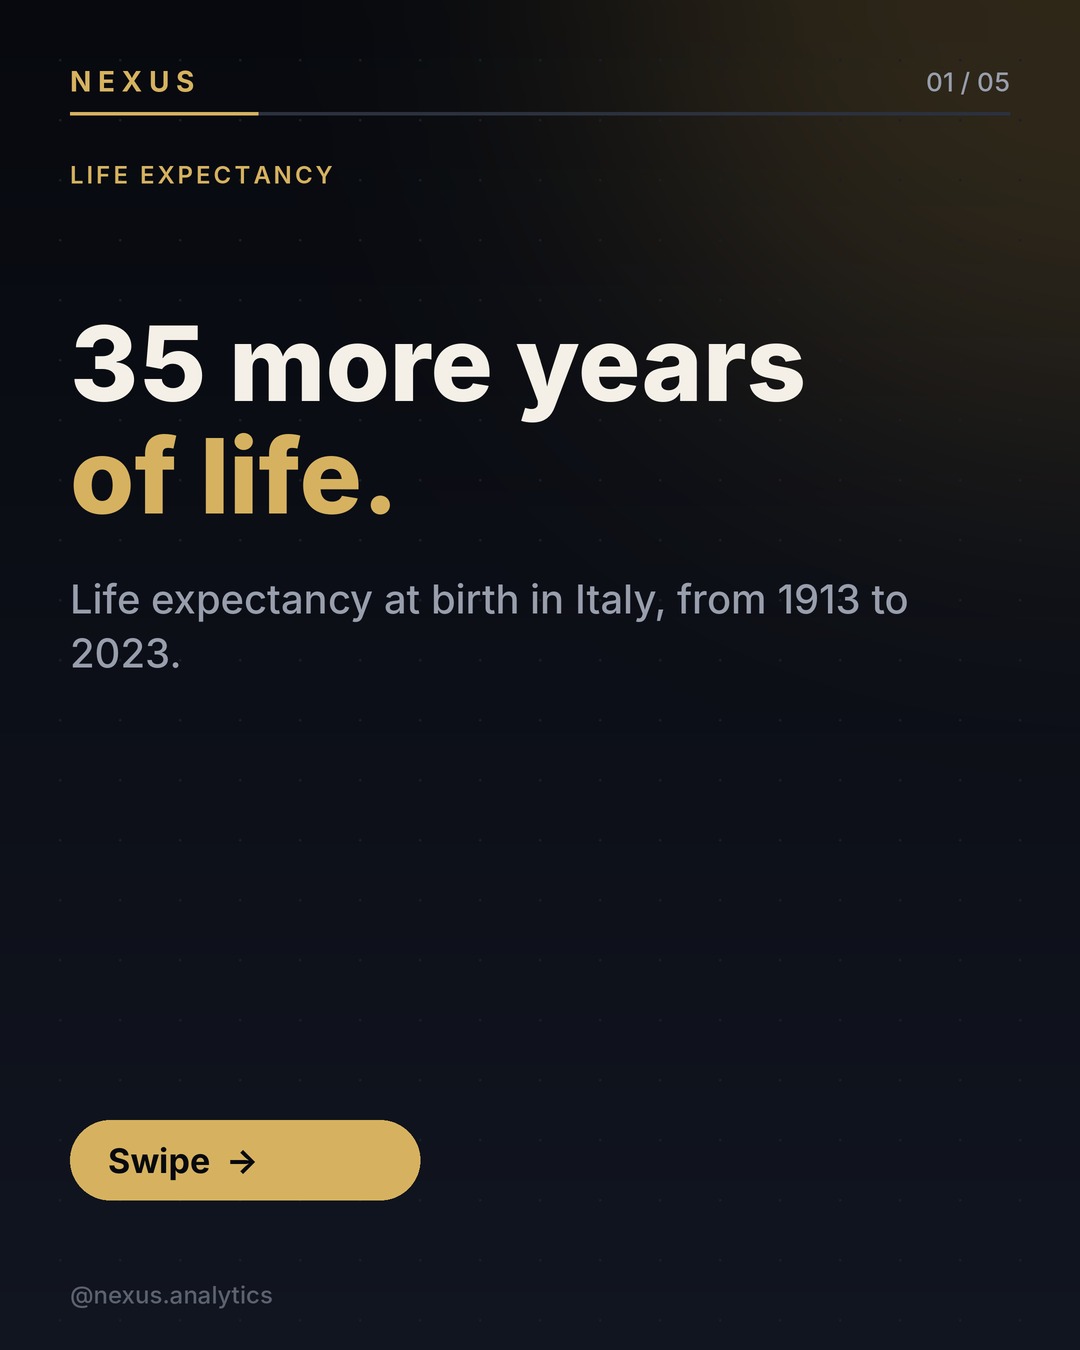 NEXUS
01 / 05
LIFE EXPECTANCY
35 more years
of life.
Life expectancy at birth in Italy, from 1913 to
2023.
Swipe →
@nexus.analytics